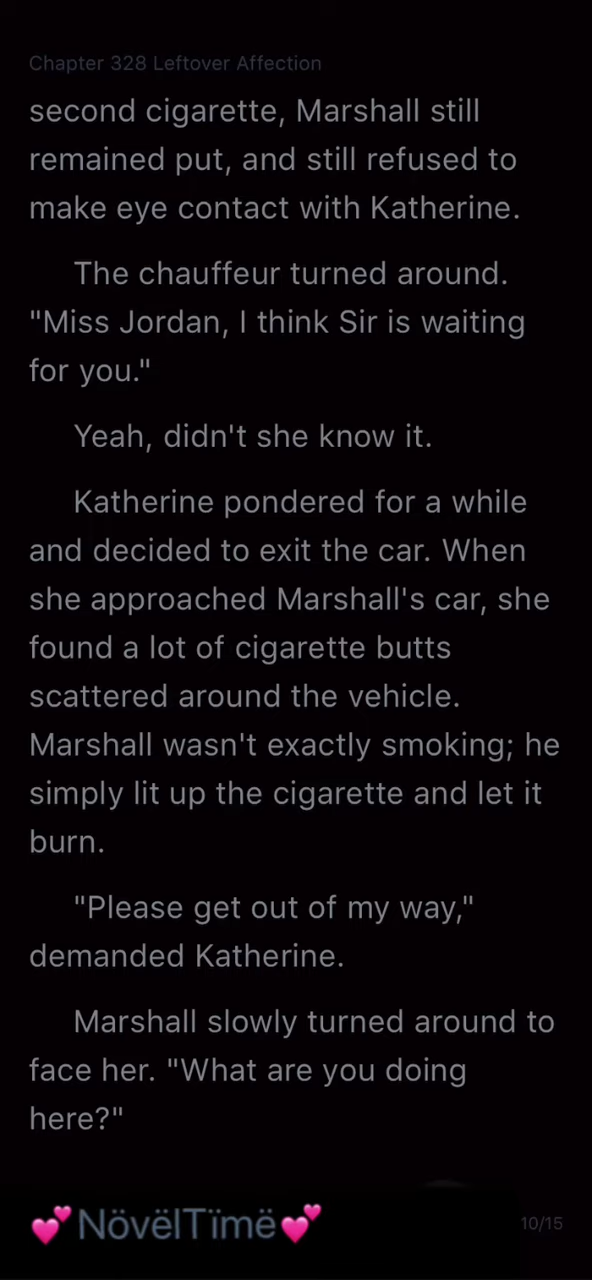 Chapter 328 Leftover Affection
second cigarette, Marshall still
remained put, and still refused to
make eye contact with Katherine.
The chauffeur turned around.
"Miss Jordan, I think Sir is waiting
for you."
Yeah, didn't she know it.
Katherine pondered for a while
and decided to exit the car. When
she approached Marshall's car, she
found a lot of cigarette butts
scattered around the vehicle.
Marshall wasn't exactly smoking; he
simply lit up the cigarette and let it
burn.
"Please get out of my way,"
demanded Katherine.
Marshall slowly turned around to
face her. "What are you doing
here?"
💕NövëlTïmë💕
10/15